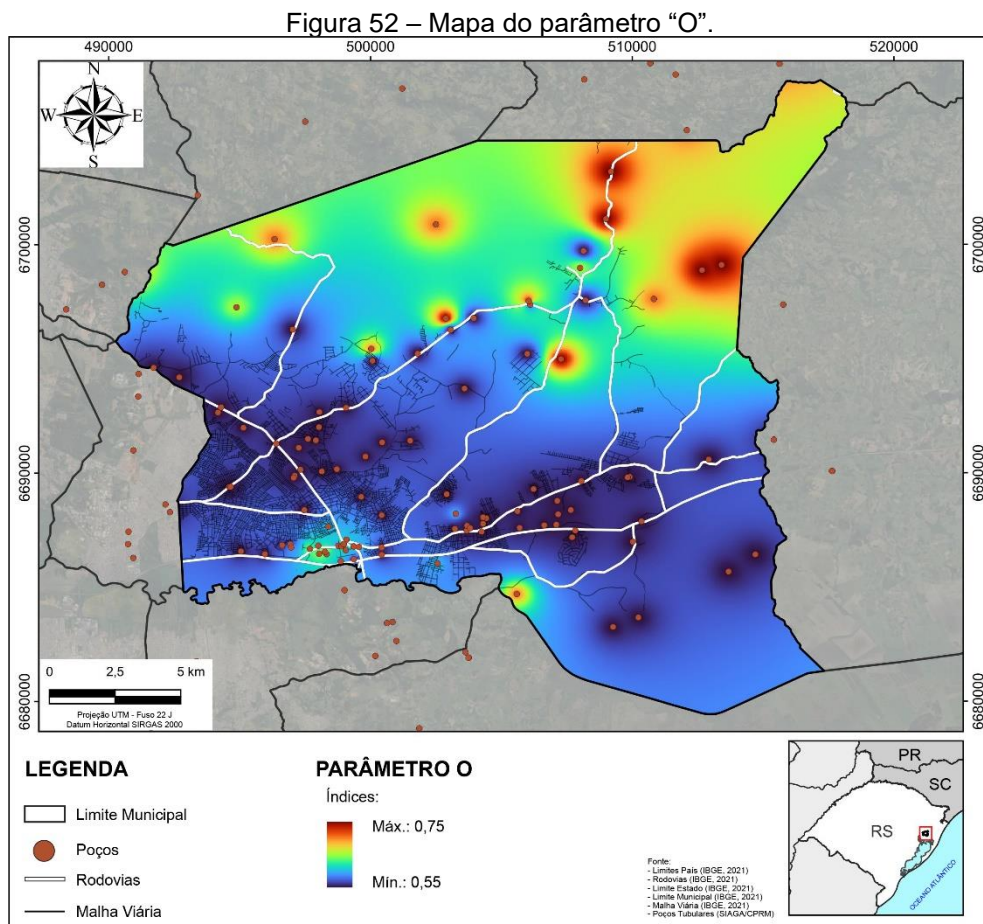 Figura 52 – Mapa do parâmetro “O”.
490000 500000 510000 520000
N
W E
S
6700000 6700000
6690000 6690000
6680000 6680000
0 2,5 5 km
Projeção UTM - Fuso 22 J
Datum Horizontal SIRGAS 2000
LEGENDA
Limite Municipal
Poços
Rodovias
Malha Viária
PARÂMETRO O
Índices:
Máx.: 0,75
Mín.: 0,55
Fonte:
- Limites País (IBGE, 2021)
- Rodovias (IBGE, 2021)
- Limite Estado (IBGE, 2021)
- Limite Municipal (IBGE, 2021)
- Malha Viária (IBGE, 2021)
- Poços Tubulares (SIAGA/CPRM)
PR
SC
RS
OCEANO ATLÂNTICO